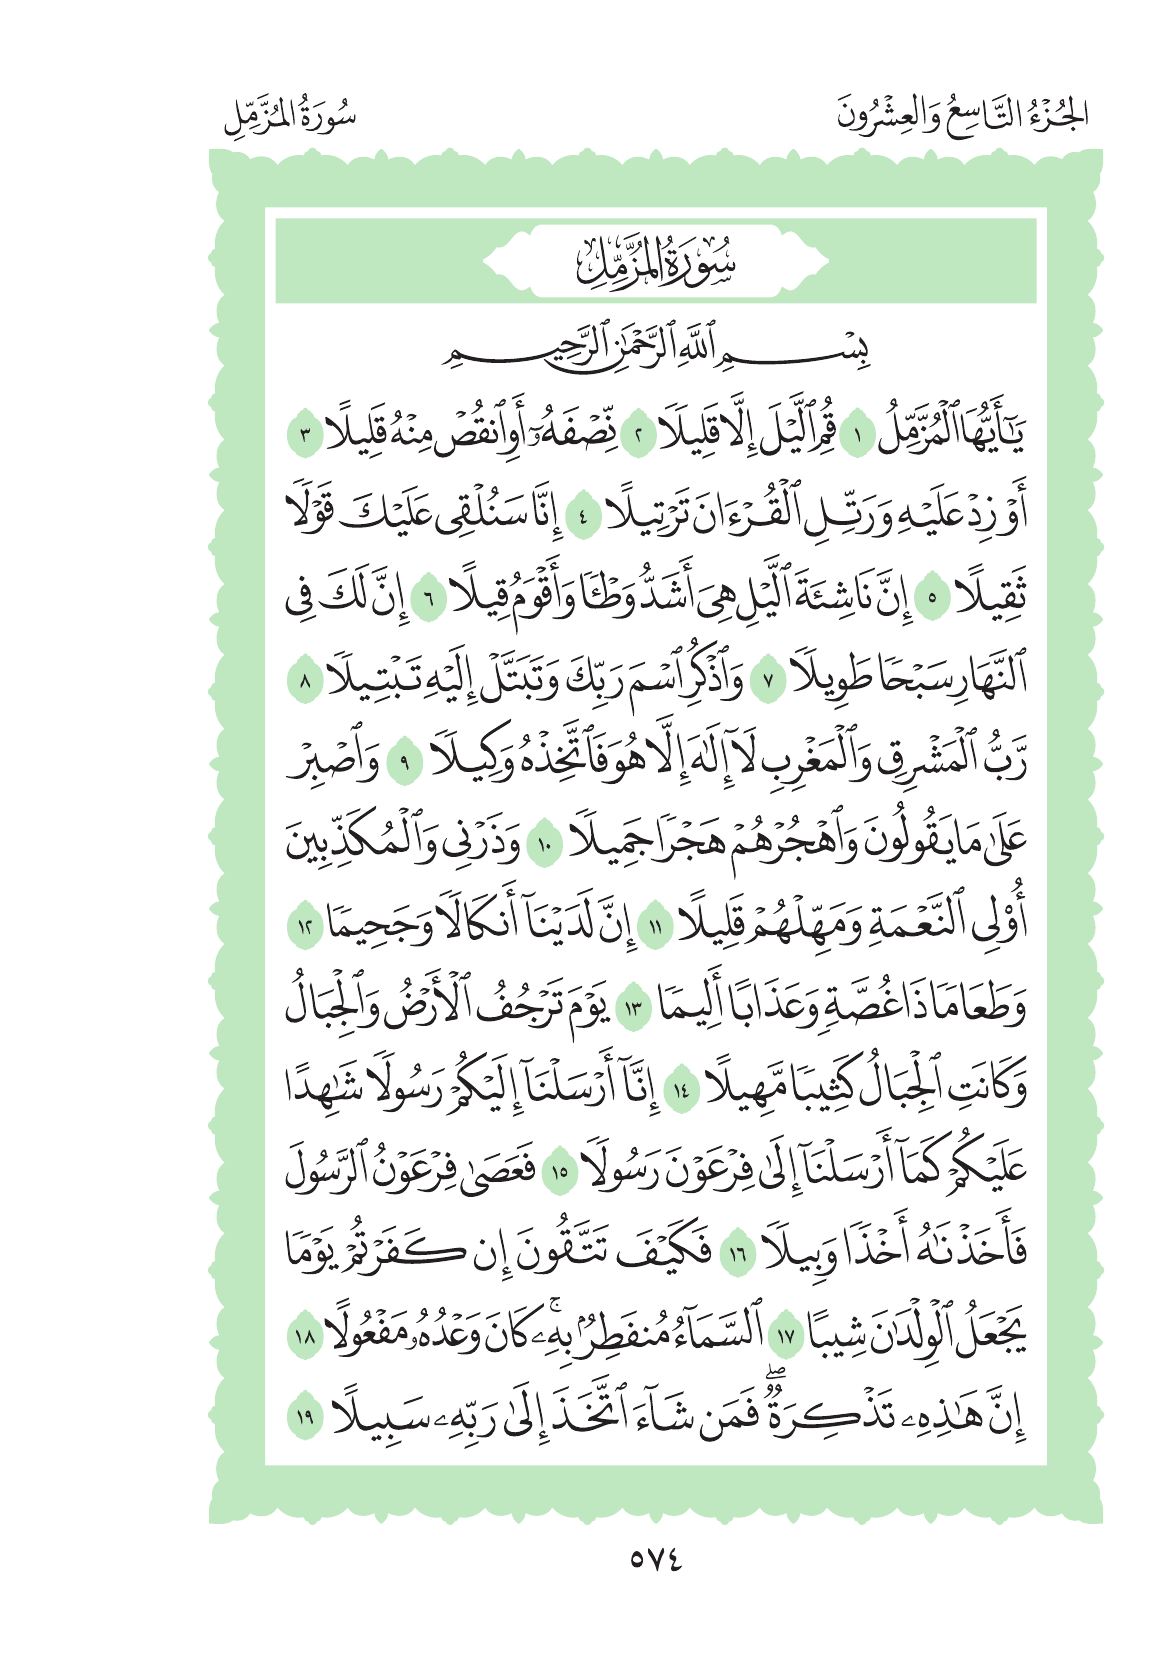 الجُزْءُ التَّاسِعُ وَالعِشْرُونَ
سُورَةُ المُزَّمِّلِ
سُورَةُ المُزَّمِّلِ
بِسْمِ ٱللَّهِ ٱلرَّحْمَٰنِ ٱلرَّحِيمِ
يَٰٓأَيُّهَا ٱلْمُزَّمِّلُ ١ قُمِ ٱلَّيْلَ إِلَّا قَلِيلًا ٢ نِّصْفَهُۥٓ أَوِ ٱنقُصْ مِنْهُ قَلِيلًا ٣
أَوْ زِدْ عَلَيْهِ وَرَتِّلِ ٱلْقُرْءَانَ تَرْتِيلًا ٤ إِنَّا سَنُلْقِى عَلَيْكَ قَوْلًا
ثَقِيلًا ٥ إِنَّ نَاشِئَةَ ٱلَّيْلِ هِىَ أَشَدُّ وَطْـًٔا وَأَقْوَمُ قِيلًا ٦ إِنَّ لَكَ فِى
ٱلنَّهَارِ سَبْحًا طَوِيلًا ٧ وَٱذْكُرِ ٱسْمَ رَبِّكَ وَتَبَتَّلْ إِلَيْهِ تَبْتِيلًا ٨
رَّبُّ ٱلْمَشْرِقِ وَٱلْمَغْرِبِ لَآ إِلَٰهَ إِلَّا هُوَ فَٱتَّخِذْهُ وَكِيلًا ٩ وَٱصْبِرْ
عَلَىٰ مَا يَقُولُونَ وَٱهْجُرْهُمْ هَجْرًا جَمِيلًا ١٠ وَذَرْنِى وَٱلْمُكَذِّبِينَ
أُو۟لِى ٱلنَّعْمَةِ وَمَهِّلْهُمْ قَلِيلًا ١١ إِنَّ لَدَيْنَآ أَنكَالًا وَجَحِيمًا ١٢
وَطَعَامًا ذَا غُصَّةٍ وَعَذَابًا أَلِيمًا ١٣ يَوْمَ تَرْجُفُ ٱلْأَرْضُ وَٱلْجِبَالُ
وَكَانَتِ ٱلْجِبَالُ كَثِيبًا مَّهِيلًا ١٤ إِنَّآ أَرْسَلْنَآ إِلَيْكُمْ رَسُولًا شَٰهِدًا
عَلَيْكُمْ كَمَآ أَرْسَلْنَآ إِلَىٰ فِرْعَوْنَ رَسُولًا ١٥ فَعَصَىٰ فِرْعَوْنُ ٱلرَّسُولَ
فَأَخَذْنَٰهُ أَخْذًا وَبِيلًا ١٦ فَكَيْفَ تَتَّقُونَ إِن كَفَرْتُمْ يَوْمًا
يَجْعَلُ ٱلْوِلْدَٰنَ شِيبًا ١٧ ٱلسَّمَآءُ مُنفَطِرٌۢ بِهِۦۚ كَانَ وَعْدُهُۥ مَفْعُولًا ١٨
إِنَّ هَٰذِهِۦ تَذْكِرَةٌۖ فَمَن شَآءَ ٱتَّخَذَ إِلَىٰ رَبِّهِۦ سَبِيلًا ١٩
٥٧٤